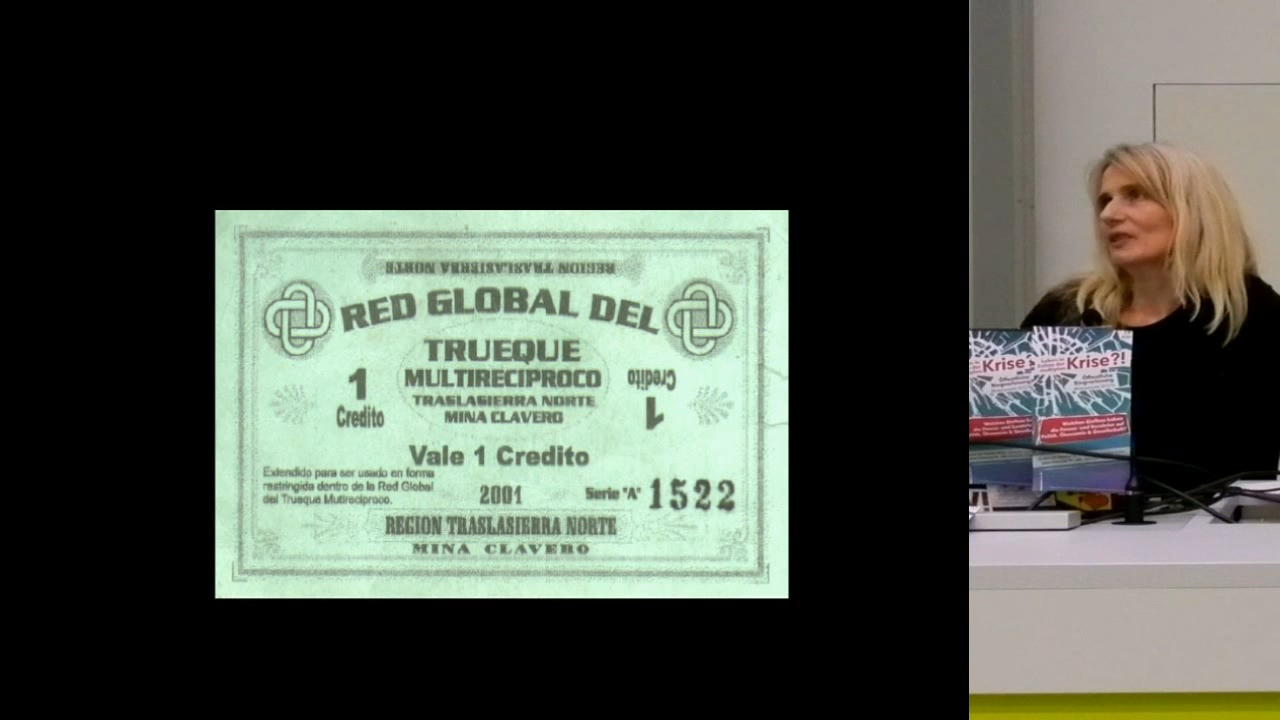 REGION TRASLASIERRA NORTE
RED GLOBAL DEL
TRUEQUE
MULTIRECIPROCO
TRASLASIERRA NORTE
MINA CLAVERO
1
Credito
1
Credito
Vale 1 Credito
Extendido para ser usado en forma
restringida dentro de la Red Global
del Trueque Mutireciproco.
2001
Serie "A" 1522
REGION TRASLASIERRA NORTE
MINA CLAVERO
Krise?!
Krise?!
Öffentliche